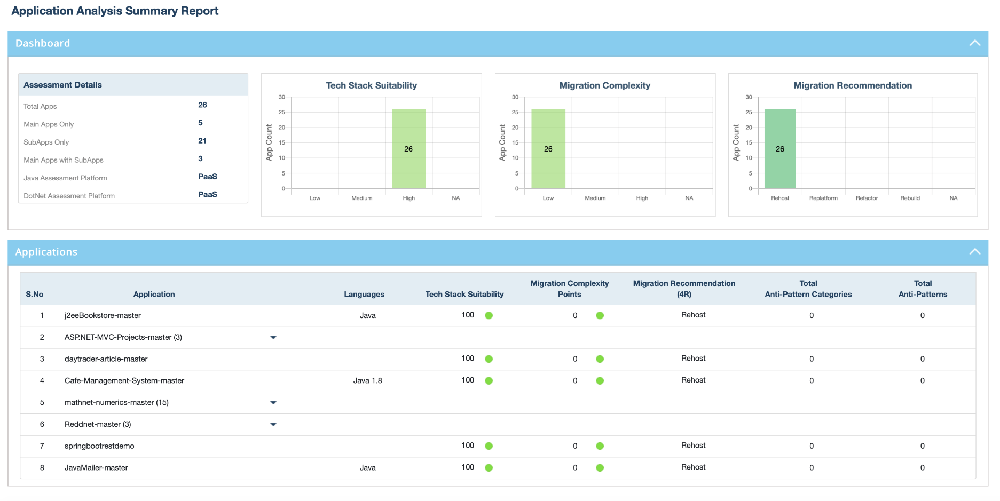 Application Analysis Summary Report
Dashboard
Assessment Details
Total Apps 26
Main Apps Only 5
SubApps Only 21
Main Apps with SubApps 3
Java Assessment Platform PaaS
DotNet Assessment Platform PaaS
Tech Stack Suitability
App Count
30
25
20
15
10
5
0
26
Low Medium High NA
Migration Complexity
App Count
30
25
20
15
10
5
0
26
Low Medium High NA
Migration Recommendation
App Count
30
25
20
15
10
5
0
26
Rehost Replatform Refactor Rebuild NA
Applications
S.No Application Languages Tech Stack Suitability Migration Complexity Points Migration Recommendation (4R) Total Anti-Pattern Categories Total Anti-Patterns
1 j2eeBookstore-master Java 100 0 Rehost 0 0
2 ASP.NET-MVC-Projects-master (3)
3 daytrader-article-master 100 0 Rehost 0 0
4 Cafe-Management-System-master Java 1.8 100 0 Rehost 0 0
5 mathnet-numerics-master (15)
6 Reddnet-master (3)
7 springbootrestdemo 100 0 Rehost 0 0
8 JavaMailer-master Java 100 0 Rehost 0 0